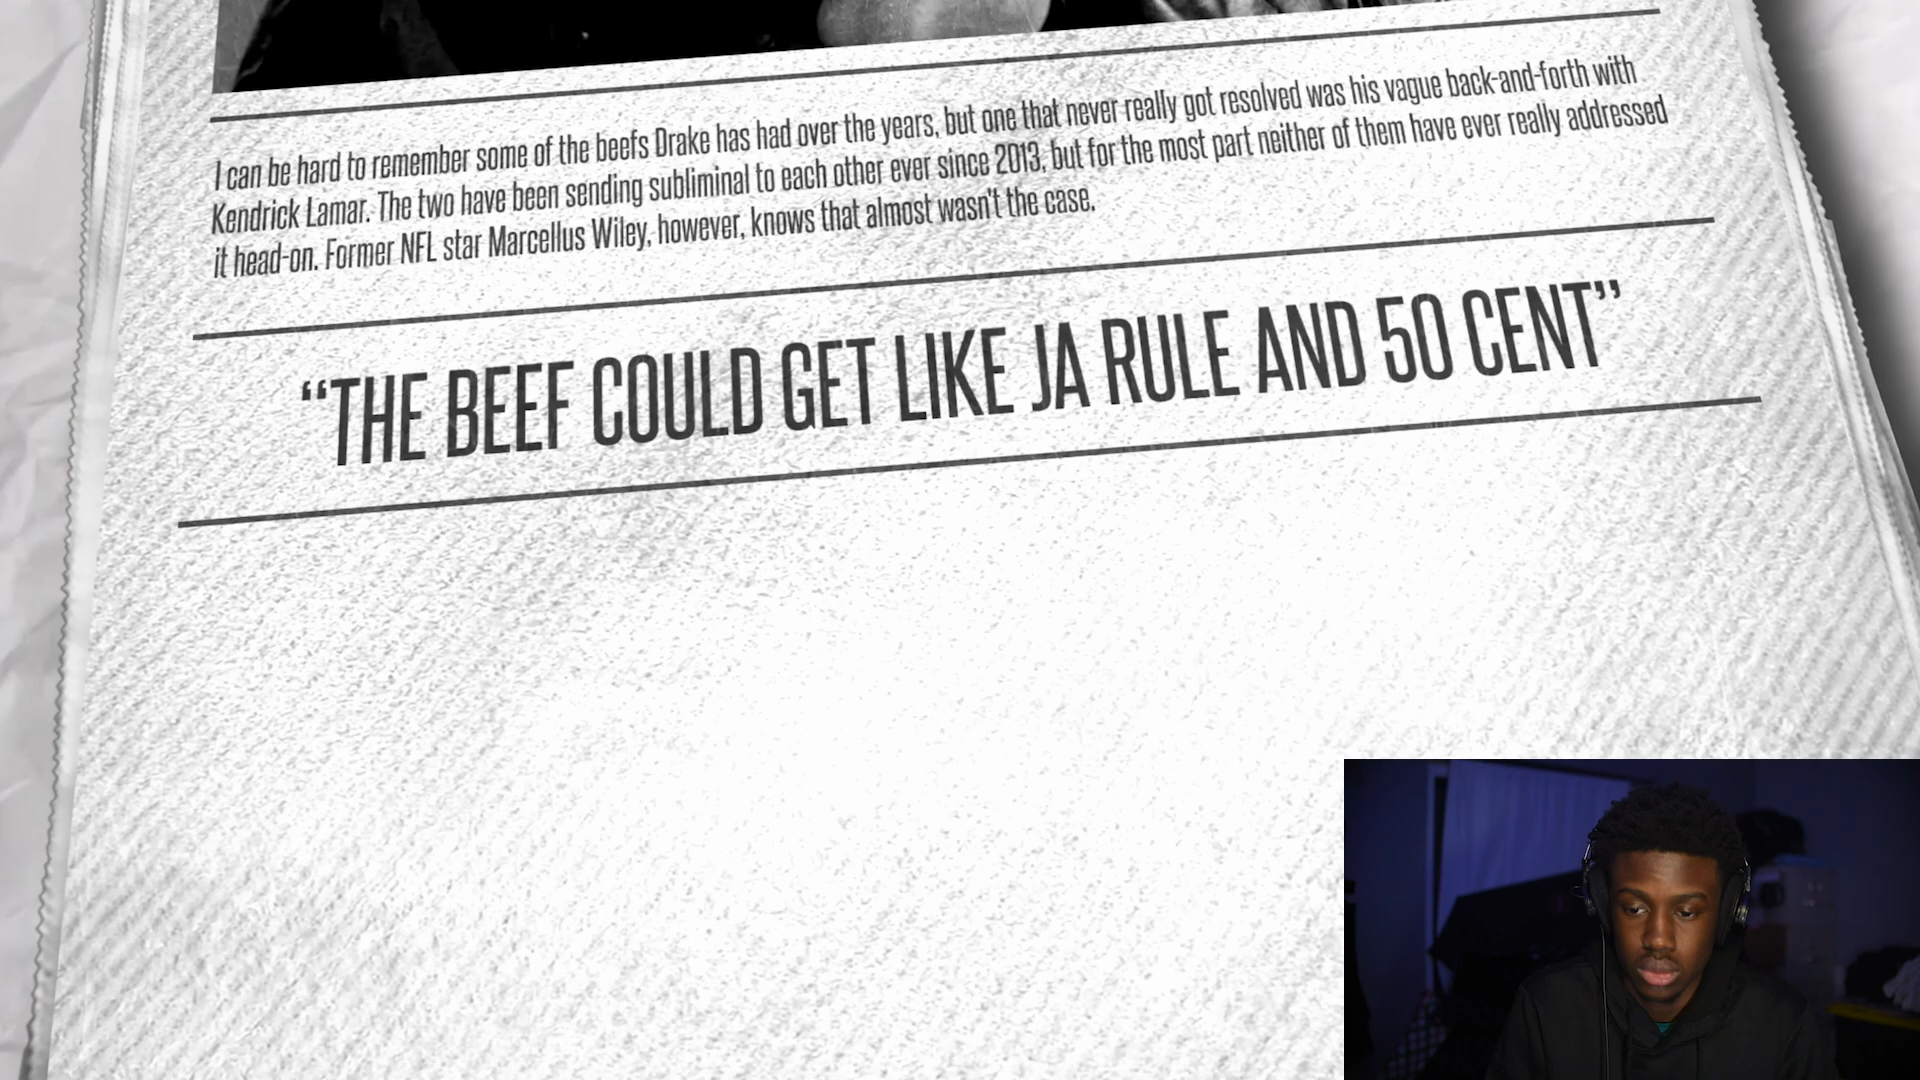 I can be hard to remember some of the beefs Drake has had over the years, but one that never really got resolved was his vague back-and-forth with
Kendrick Lamar. The two have been sending subliminal to each other ever since 2013, but for the most part neither of them have ever really addressed
it head-on. Former NFL star Marcellus Wiley, however, knows that almost wasn't the case.
“THE BEEF COULD GET LIKE JA RULE AND 50 CENT”